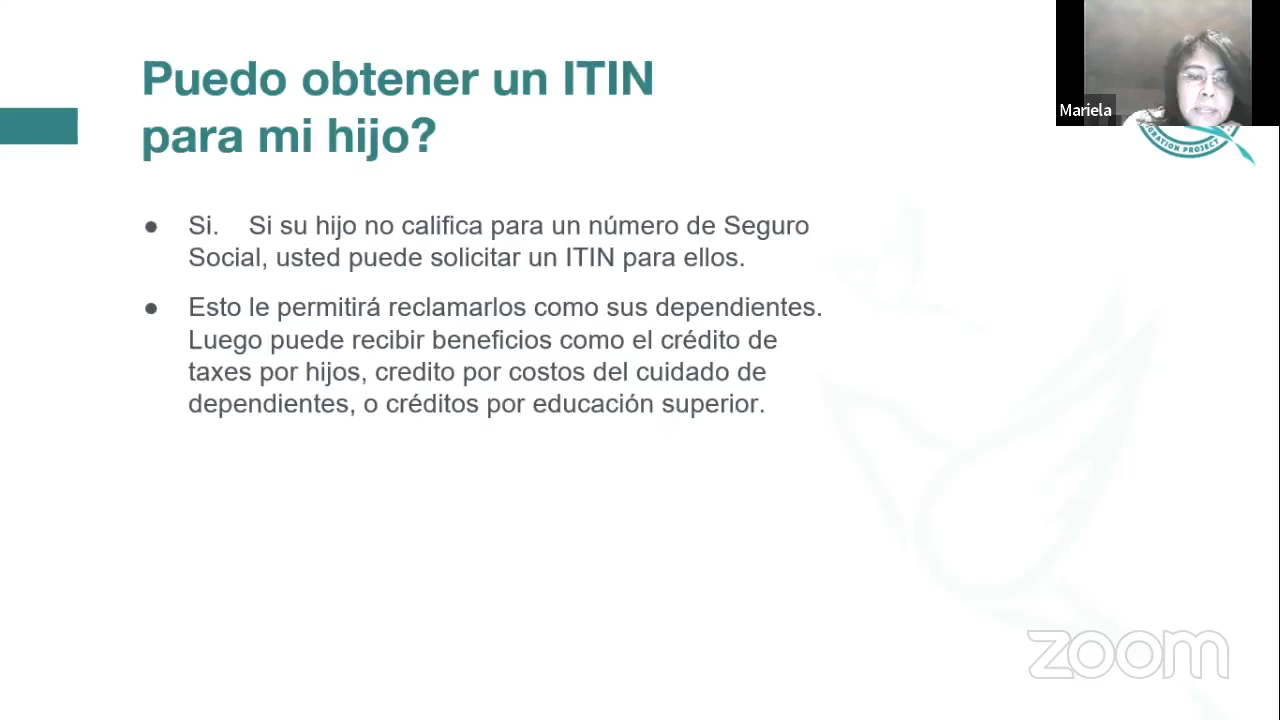 Puedo obtener un ITIN
para mi hijo?
Mariela
GRATION PROJECT
● Si. Si su hijo no califica para un número de Seguro
Social, usted puede solicitar un ITIN para ellos.
● Esto le permitirá reclamarlos como sus dependientes.
Luego puede recibir beneficios como el crédito de
taxes por hijos, credito por costos del cuidado de
dependientes, o créditos por educación superior.
zoom